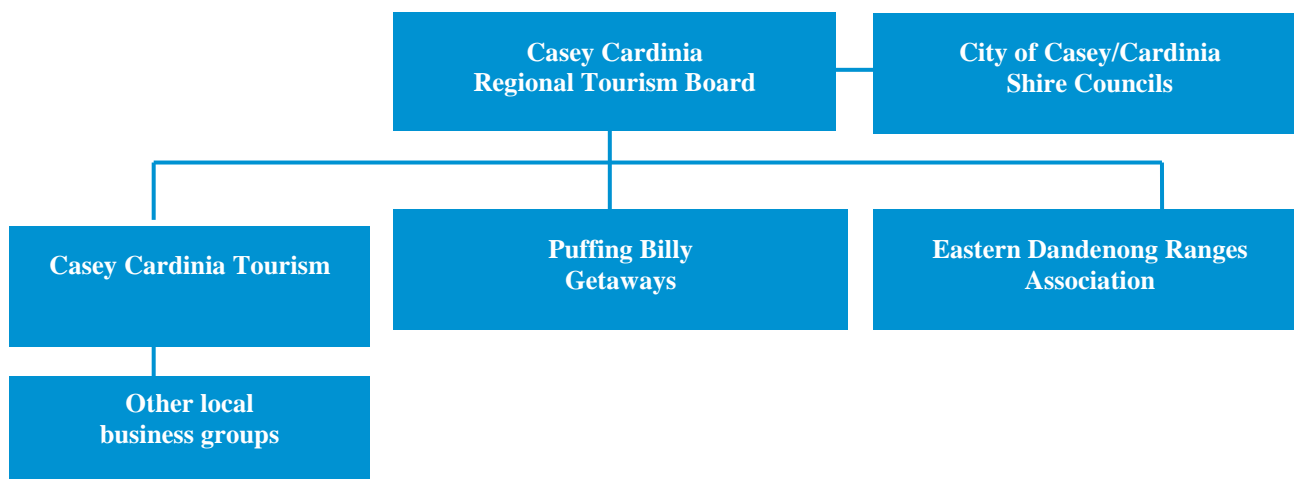 Casey Cardinia
Regional Tourism Board
City of Casey/Cardinia
Shire Councils
Casey Cardinia Tourism
Puffing Billy
Getaways
Eastern Dandenong Ranges
Association
Other local
business groups